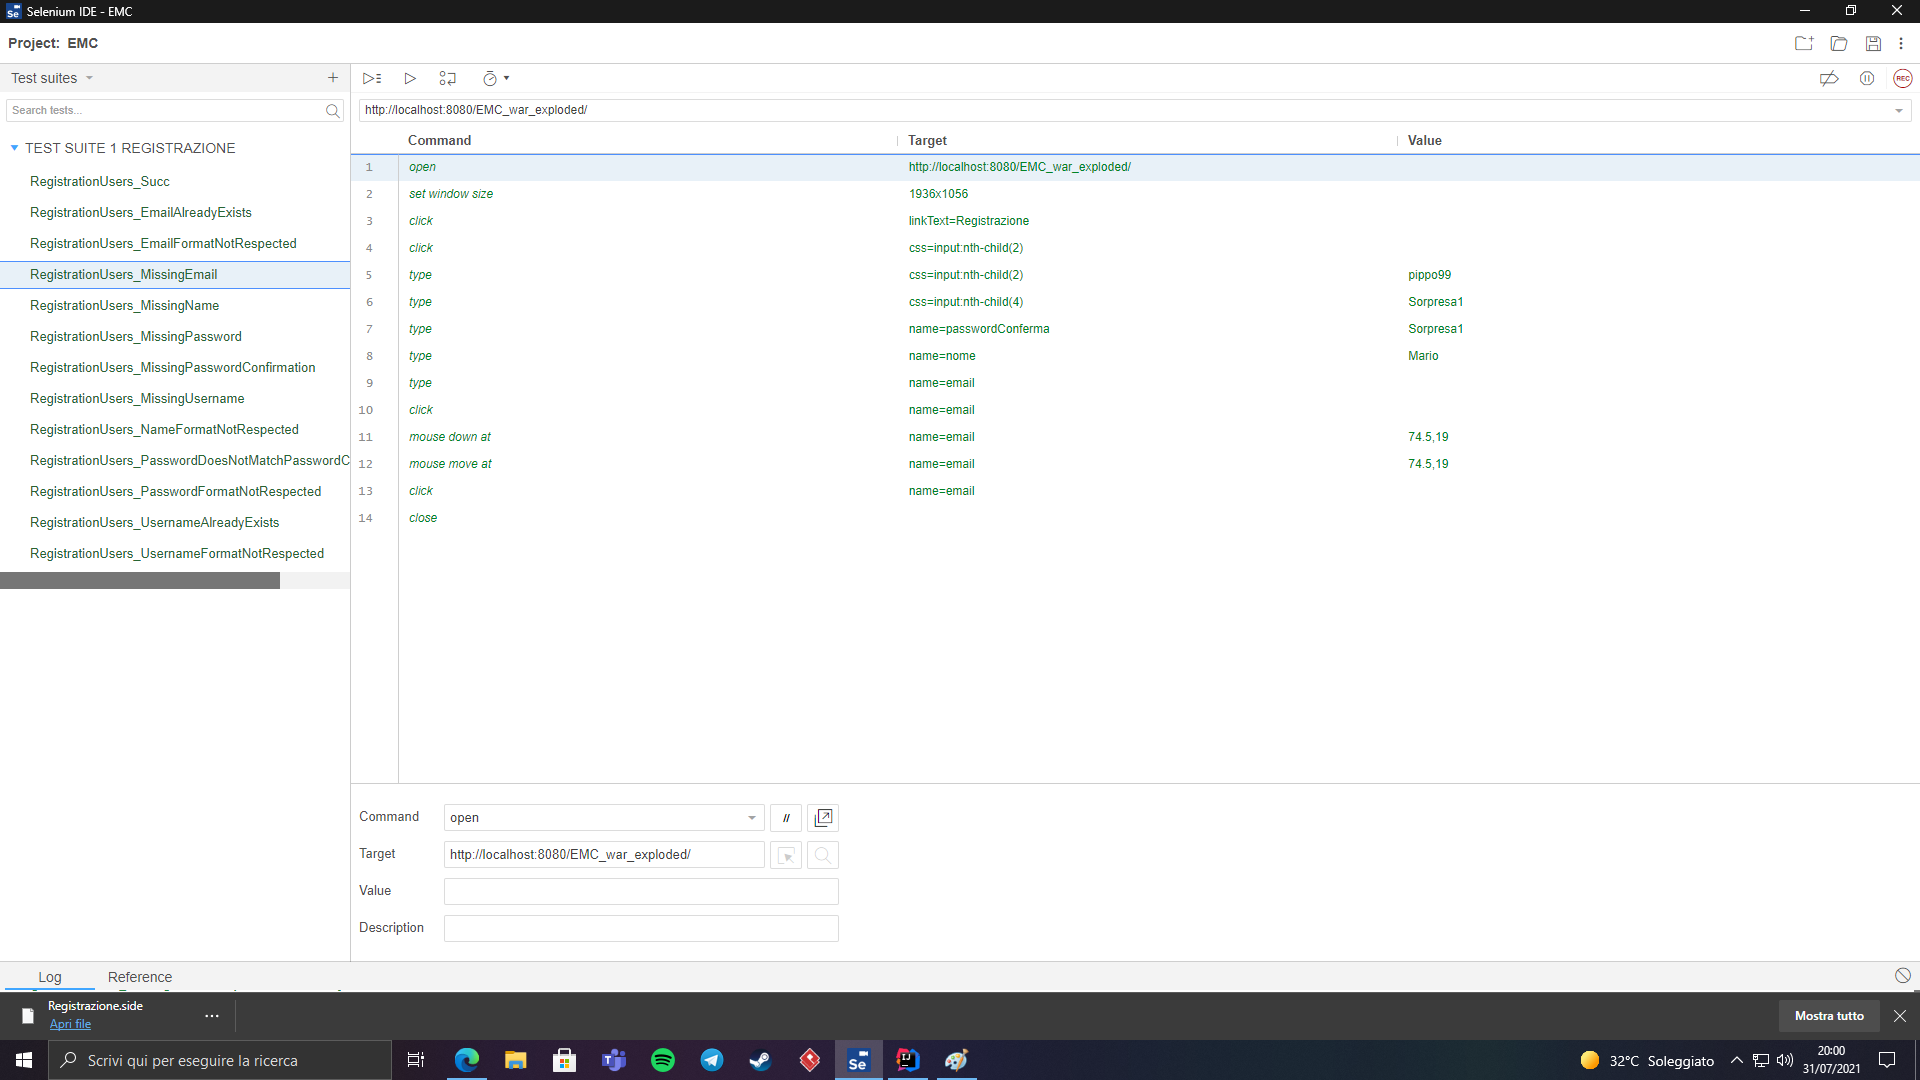 Selenium IDE - EMC
Project: EMC
Test suites
Search tests...
http://localhost:8080/EMC_war_exploded/
REC
Command Target Value
TEST SUITE 1 REGISTRAZIONE
RegistrationUsers_Succ
RegistrationUsers_EmailAlreadyExists
RegistrationUsers_EmailFormatNotRespected
RegistrationUsers_MissingEmail
RegistrationUsers_MissingName
RegistrationUsers_MissingPassword
RegistrationUsers_MissingPasswordConfirmation
RegistrationUsers_MissingUsername
RegistrationUsers_NameFormatNotRespected
RegistrationUsers_PasswordDoesNotMatchPasswordC
RegistrationUsers_PasswordFormatNotRespected
RegistrationUsers_UsernameAlreadyExists
RegistrationUsers_UsernameFormatNotRespected
1 open http://localhost:8080/EMC_war_exploded/
2 set window size 1936x1056
3 click linkText=Registrazione
4 click css=input:nth-child(2)
5 type css=input:nth-child(2) pippo99
6 type css=input:nth-child(4) Sorpresa1
7 type name=passwordConferma Sorpresa1
8 type name=nome Mario
9 type name=email
10 click name=email
11 mouse down at name=email 74.5,19
12 mouse move at name=email 74.5,19
13 click name=email
14 close
Command open //
Target http://localhost:8080/EMC_war_exploded/
Value
Description
Log Reference
Registrazione.side
Apri file
Mostra tutto
Scrivi qui per eseguire la ricerca
Se
32°C Soleggiato
20:00
31/07/2021